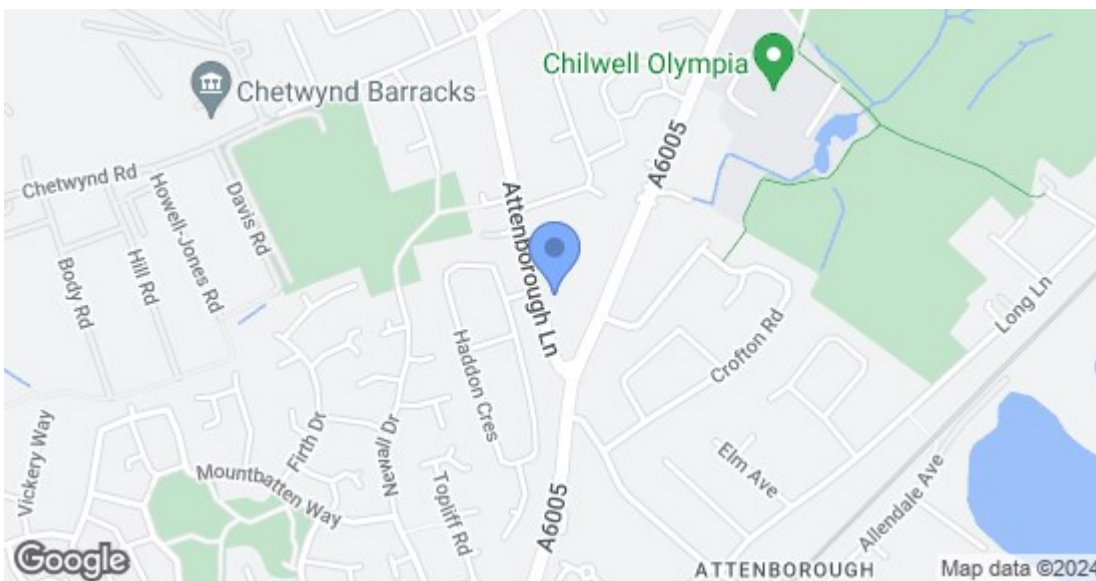 Chilwell Olympia
Chetwynd Barracks
A6005
Chetwynd Rd
Howell-Jones Rd
Davis Rd
Attenborough Ln
Body Rd
Hill Rd
Long Ln
Haddon Cres
Crofton Rd
Firth Dr
Newall Dr
Elm Ave
Vickery Way
Mountbatten Way
Topliff Rd
A6005
Allendale Ave
Google
ATTENBOROUGH
Map data ©2024